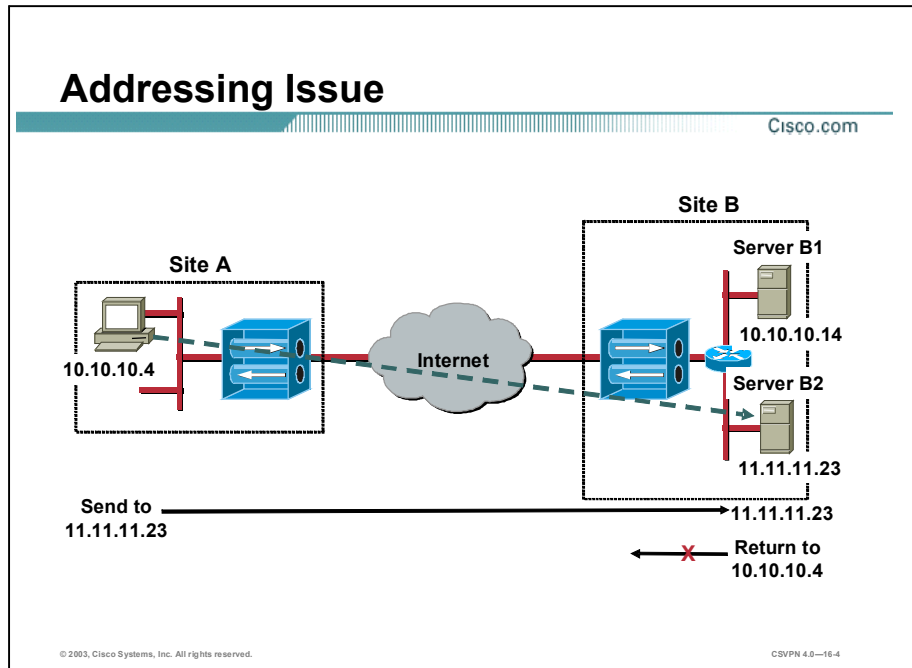 Addressing Issue
Cisco.com
Site B
Server B1
Site A
10.10.10.14
10.10.10.4
Internet
Server B2
11.11.11.23
Send to
11.11.11.23
11.11.11.23
X
Return to
10.10.10.4
© 2003, Cisco Systems, Inc. All rights reserved.
CSVPN 4.0—16-4